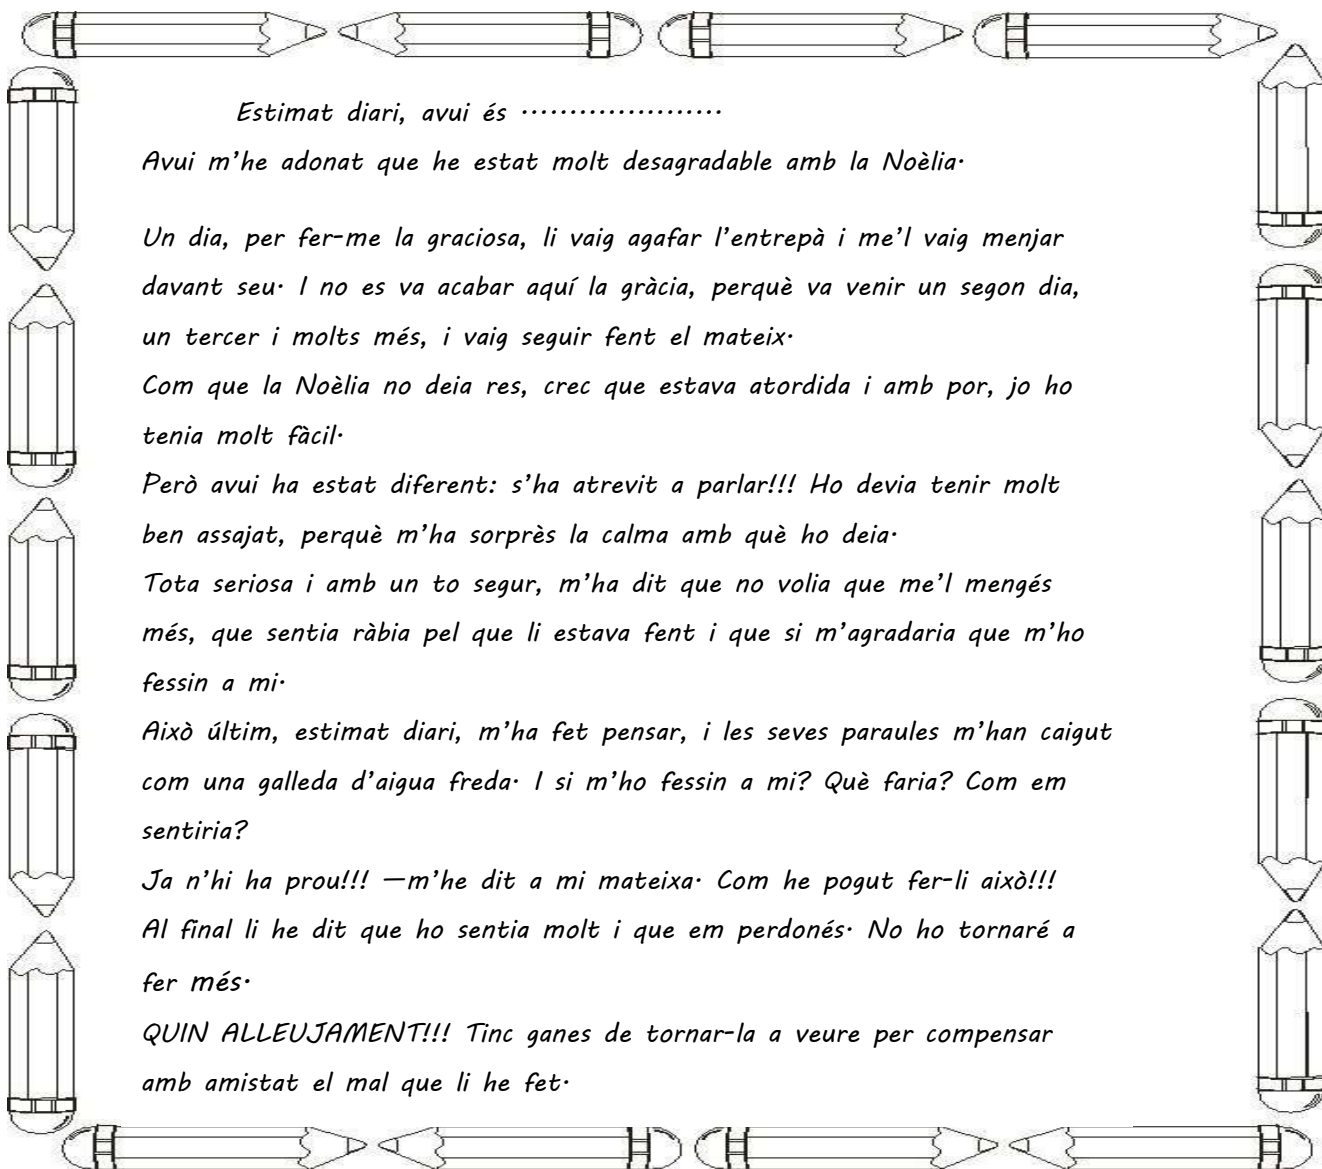 Estimat diari, avui és .....................
Avui m’he adonat que he estat molt desagradable amb la Noèlia.
Un dia, per fer-me la graciosa, li vaig agafar l’entrepà i me’l vaig menjar
davant seu. I no es va acabar aquí la gràcia, perquè va venir un segon dia,
un tercer i molts més, i vaig seguir fent el mateix.
Com que la Noèlia no deia res, crec que estava atordida i amb por, jo ho
tenia molt fàcil.
Però avui ha estat diferent: s’ha atrevit a parlar!!! Ho devia tenir molt
ben assajat, perquè m’ha sorprès la calma amb què ho deia.
Tota seriosa i amb un to segur, m’ha dit que no volia que me’l mengés
més, que sentia ràbia pel que li estava fent i que si m’agradaria que m’ho
fessin a mi.
Això últim, estimat diari, m’ha fet pensar, i les seves paraules m’han caigut
com una galleda d’aigua freda. I si m’ho fessin a mi? Què faria? Com em
sentiria?
Ja n’hi ha prou!!! —m’he dit a mi mateixa. Com he pogut fer-li això!!!
Al final li he dit que ho sentia molt i que em perdonés. No ho tornaré a
fer més.
QUIN ALLEUJAMENT!!! Tinc ganes de tornar-la a veure per compensar
amb amistat el mal que li he fet.